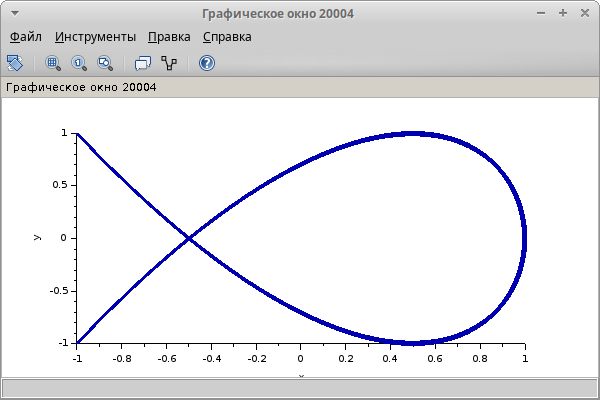 Графическое окно 20004
Файл Инструменты Правка Справка
Графическое окно 20004
1
0.5
0
-0.5
-1
y
-1 -0.8 -0.6 -0.4 -0.2 0 0.2 0.4 0.6 0.8 1